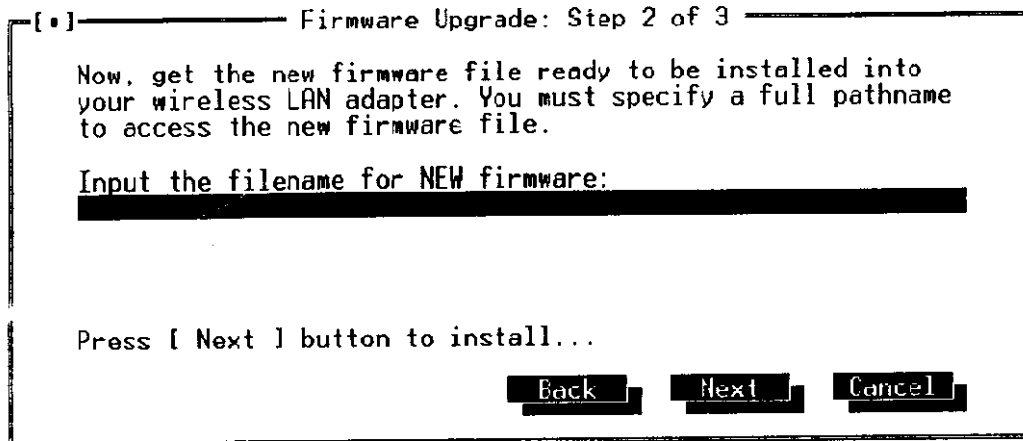 [•] Firmware Upgrade: Step 2 of 3
Now, get the new firmware file ready to be installed into
your wireless LAN adapter. You must specify a full pathname
to access the new firmware file.
Input the filename for NEW firmware:
Press [ Next ] button to install...
Back Next Cancel